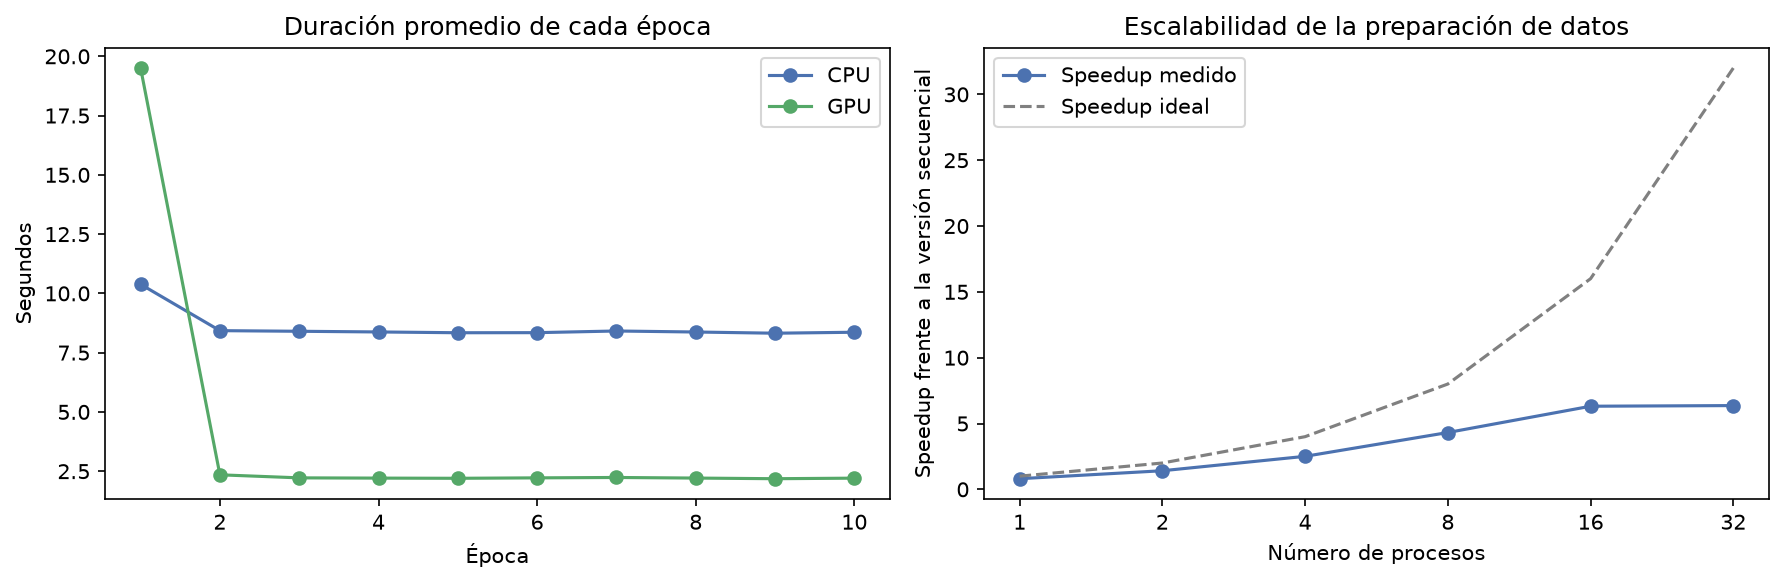 Duración promedio de cada época
20.0
17.5
15.0
12.5
10.0
7.5
5.0
2.5
Segundos
CPU
GPU
2
4
6
8
10
Época
Escalabilidad de la preparación de datos
30
25
20
15
10
5
0
Speedup frente a la versión secuencial
Speedup medido
Speedup ideal
1
2
4
8
16
32
Número de procesos